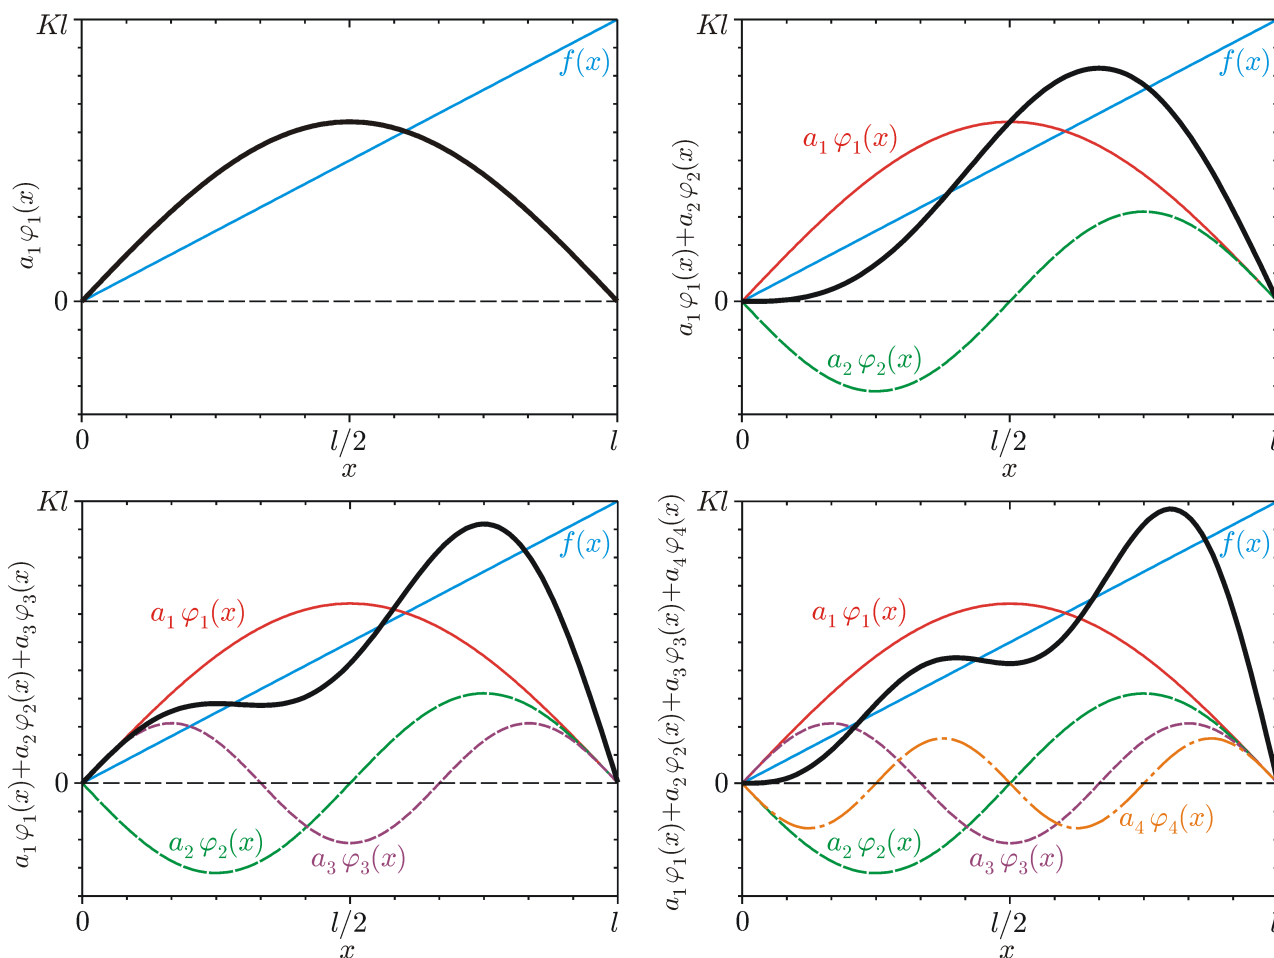 Kl
f(x)
a₁φ₁(x)
0
0
l/2
l
x
Kl
f(x)
a₁φ₁(x)
a₁φ₁(x)+a₂φ₂(x)
0
a₂φ₂(x)
0
l/2
l
x
Kl
f(x)
a₁φ₁(x)
a₁φ₁(x)+a₂φ₂(x)+a₃φ₃(x)
0
a₂φ₂(x)
a₃φ₃(x)
0
l/2
l
x
Kl
f(x)
a₁φ₁(x)
a₁φ₁(x)+a₂φ₂(x)+a₃φ₃(x)+a₄φ₄(x)
0
a₄φ₄(x)
a₂φ₂(x)
a₃φ₃(x)
0
l/2
l
x